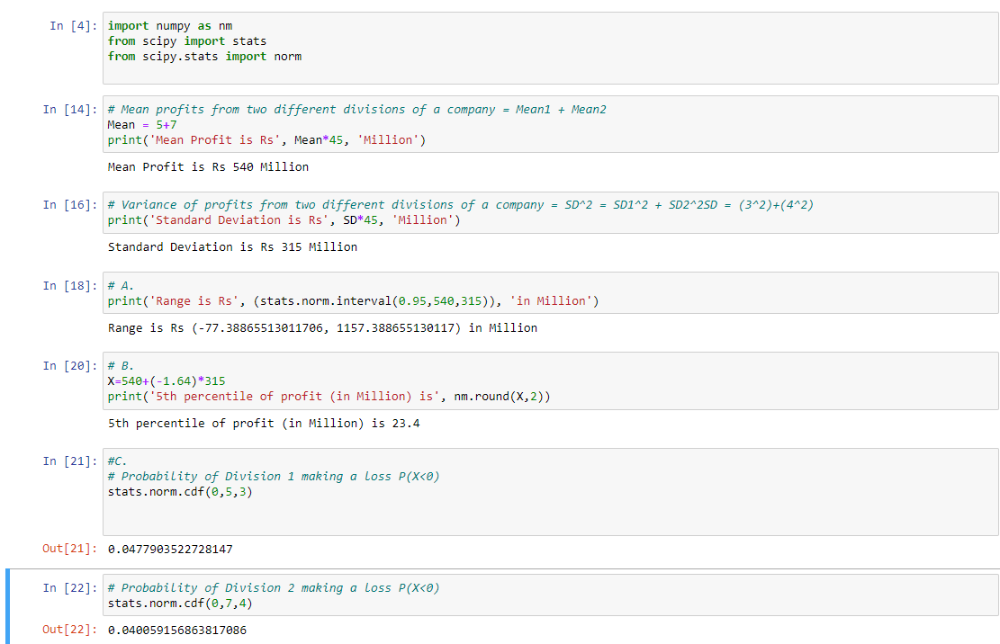 In [4]: import numpy as nm
from scipy import stats
from scipy.stats import norm
In [14]: # Mean profits from two different divisions of a company = Mean1 + Mean2
Mean = 5+7
print('Mean Profit is Rs', Mean*45, 'Million')
Mean Profit is Rs 540 Million
In [16]: # Variance of profits from two different divisions of a company = SD^2 = SD1^2 + SD2^2SD = (3^2)+(4^2)
print('Standard Deviation is Rs', SD*45, 'Million')
Standard Deviation is Rs 315 Million
In [18]: # A.
print('Range is Rs', (stats.norm.interval(0.95,540,315)), 'in Million')
Range is Rs (-77.38865513011706, 1157.388655130117) in Million
In [20]: # B.
X=540+(-1.64)*315
print('5th percentile of profit (in Million) is', nm.round(X,2))
5th percentile of profit (in Million) is 23.4
In [21]: #C.
# Probability of Division 1 making a loss P(X<0)
stats.norm.cdf(0,5,3)
Out[21]: 0.0477903522728147
In [22]: # Probability of Division 2 making a loss P(X<0)
stats.norm.cdf(0,7,4)
Out[22]: 0.040059156863817086